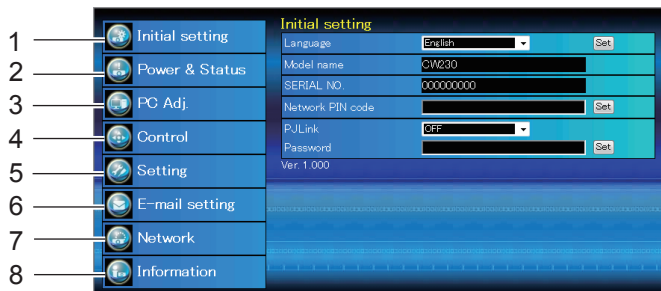 1 Initial setting
2 Power & Status
3 PC Adj.
4 Control
5 Setting
6 E-mail setting
7 Network
8 Information
Initial setting
Language English Set
Model name CW230
SERIAL NO. 000000000
Network PIN code Set
PJLink OFF
Password Set
Ver. 1.000